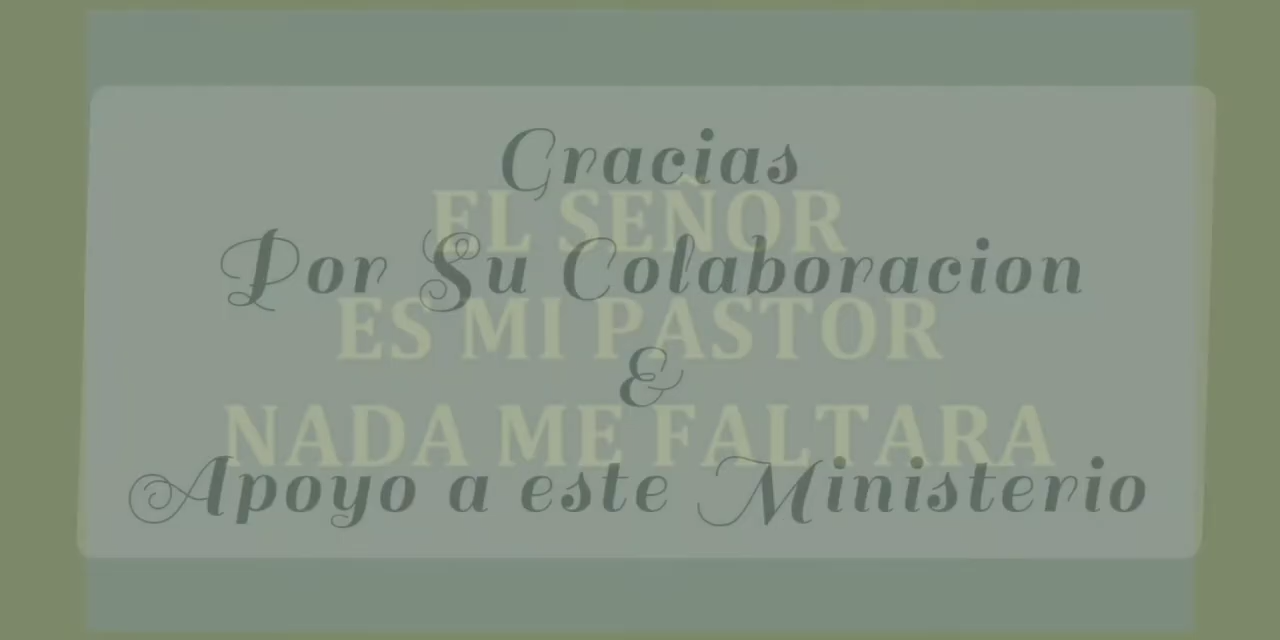 Gracias
EL SEÑOR
Por Su Colaboracion
ES MI PASTOR
&
NADA ME FALTARA
Apoyo a este Ministerio